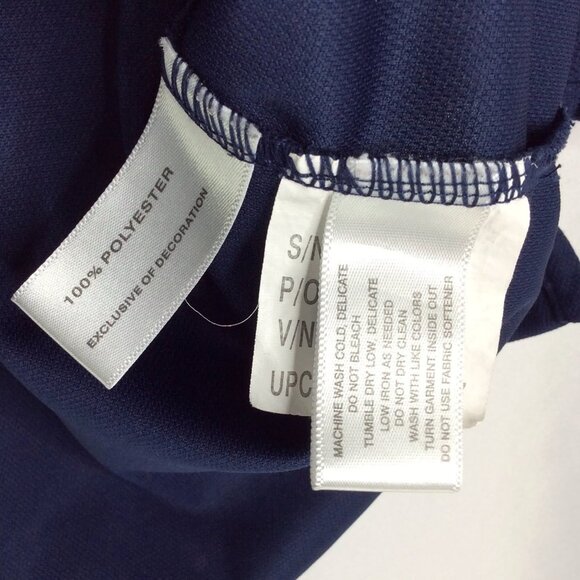 100% POLYESTER
EXCLUSIVE OF DECORATION
S/N
P/O
V/N
UPC
MACHINE WASH COLD, DELICATE
DO NOT BLEACH
TUMBLE DRY LOW, DELICATE
LOW IRON AS NEEDED
DO NOT DRY CLEAN
WASH WITH LIKE COLORS
TURN GARMENT INSIDE OUT
DO NOT USE FABRIC SOFTENER